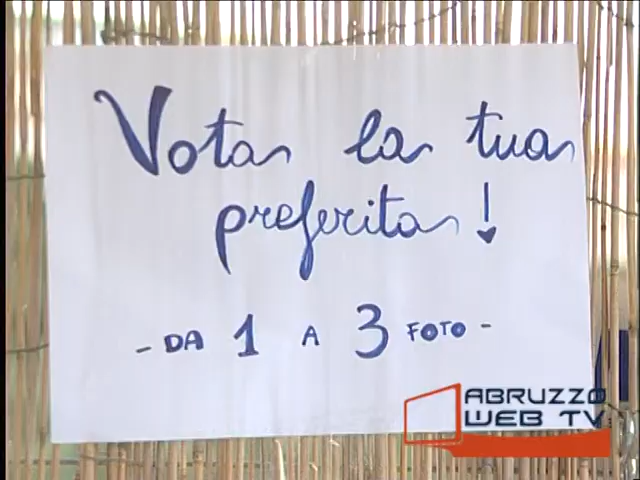 Vota la tua
preferita!
- DA 1 A 3 FOTO -
ABRUZZO
WEB TV